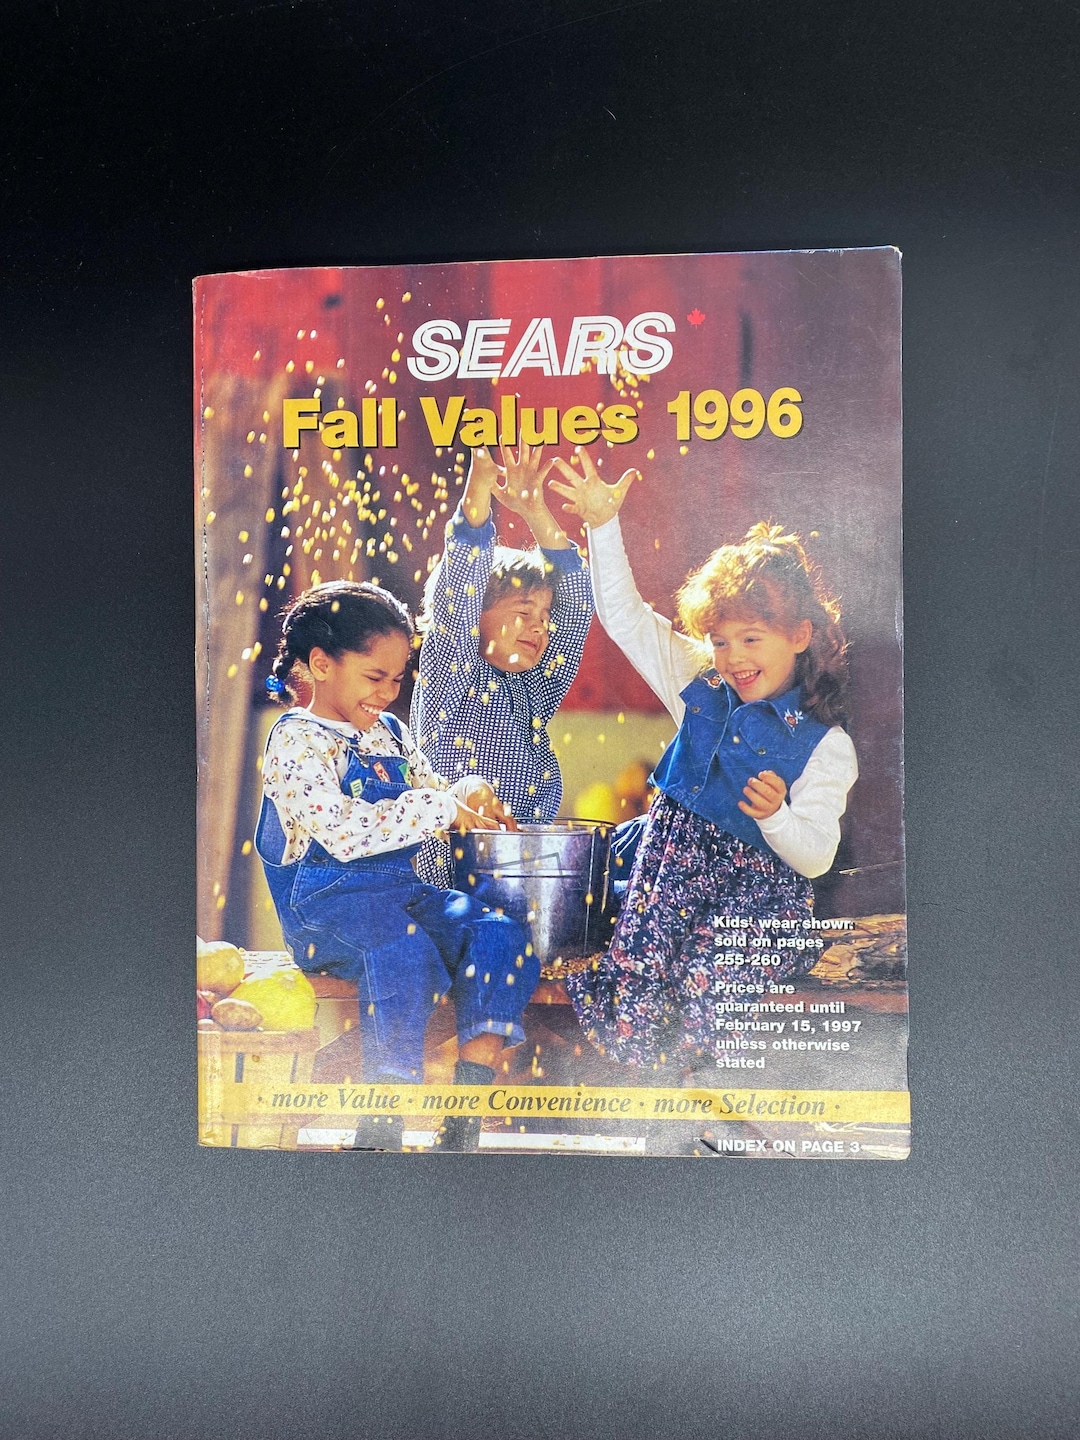 SEARS
Fall Values 1996
Kids' wear shown
sold on pages
255-260
Prices are
guaranteed until
February 15, 1997
unless otherwise
stated
· more Value · more Convenience · more Selection ·
INDEX ON PAGE 3